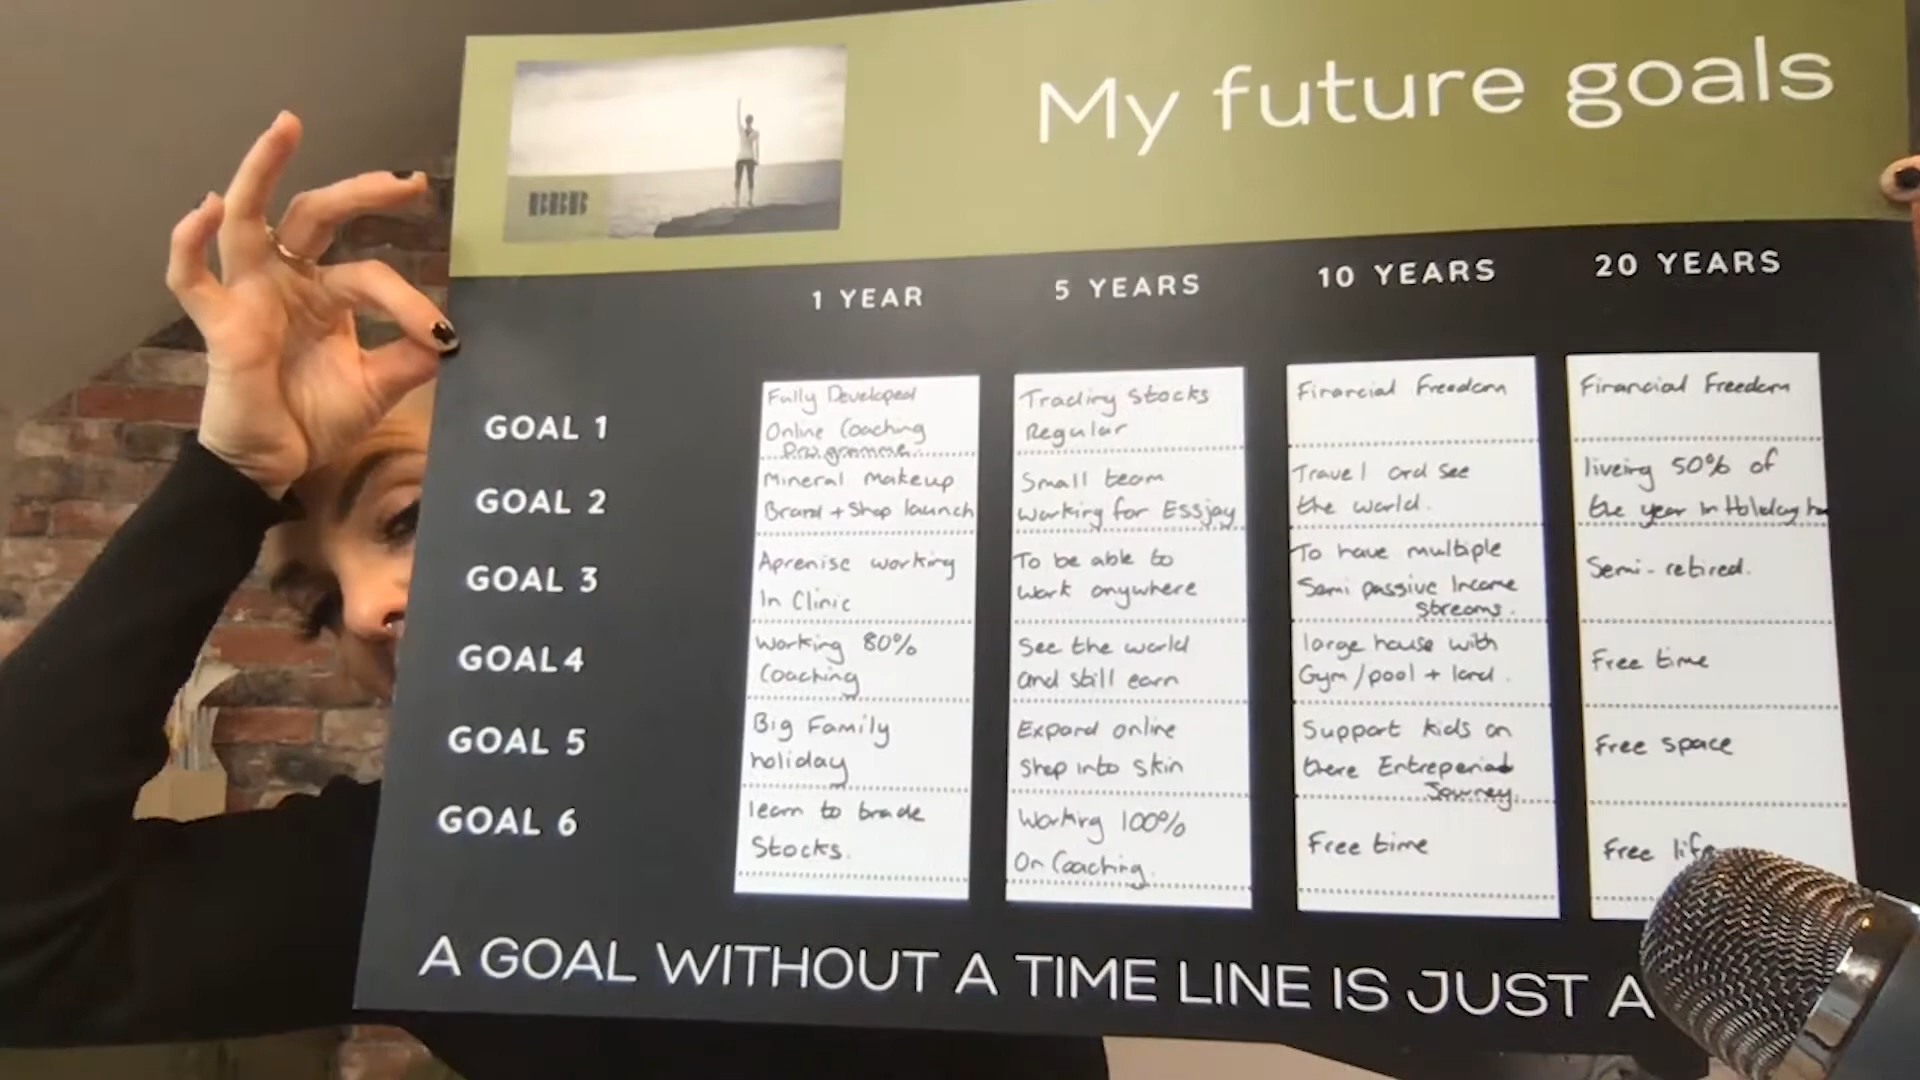 BBB
My future goals
1 YEAR
5 YEARS
10 YEARS
20 YEARS
GOAL 1
Fully Developed
Online Coaching
Programme.
Trading Stocks
Regular
Financial Freedom
Financial Freedom
GOAL 2
Mineral Makeup
Brand + Shop launch
Small team
working for Essjay
Travel and see
the world.
liveing 50% of
the year in Holiday
GOAL 3
Aprenise working
In Clinic
To be able to
work anywhere
To have multiple
Semi passive Income
streams.
Semi-retired.
GOAL 4
Working 80%
Coaching
See the world
and still earn
large house with
Gym/pool + land.
Free time
GOAL 5
Big Family
holiday
Expand online
shop into skin
Support kids on
there
Journey.
Free space
GOAL 6
learn to trade
Stocks.
Working 100%
On Coaching.
Free time
Free life
A GOAL WITHOUT A TIME LINE IS JUST A